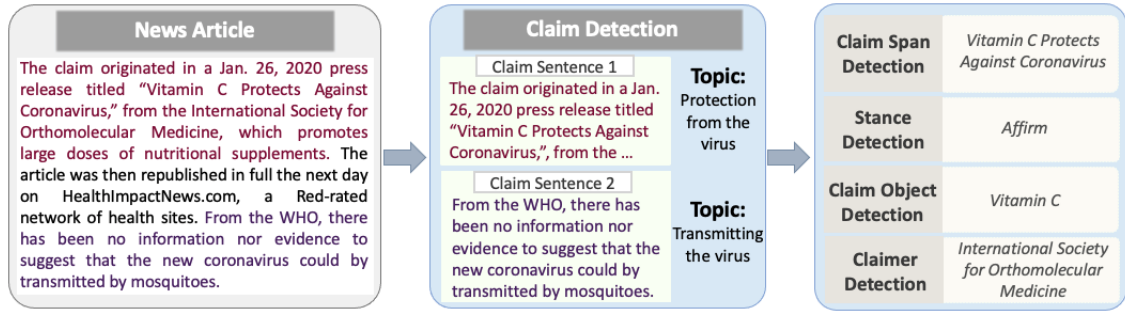 News Article
The claim originated in a Jan. 26, 2020 press
release titled “Vitamin C Protects Against
Coronavirus,” from the International Society for
Orthomolecular Medicine, which promotes
large doses of nutritional supplements. The
article was then republished in full the next day
on HealthImpactNews.com, a Red-rated
network of health sites. From the WHO, there
has been no information nor evidence to
suggest that the new coronavirus could by
transmitted by mosquitoes.
Claim Detection
Claim Sentence 1
The claim originated in a Jan.
26, 2020 press release titled
“Vitamin C Protects Against
Coronavirus,”, from the ...
Topic:
Protection
from the
virus
Claim Sentence 2
From the WHO, there has
been no information nor
evidence to suggest that the
new coronavirus could by
transmitted by mosquitoes.
Topic:
Transmitting
the virus
Claim Span
Detection
Vitamin C Protects
Against Coronavirus
Stance
Detection
Affirm
Claim Object
Detection
Vitamin C
Claimer
Detection
International Society
for Orthomolecular
Medicine